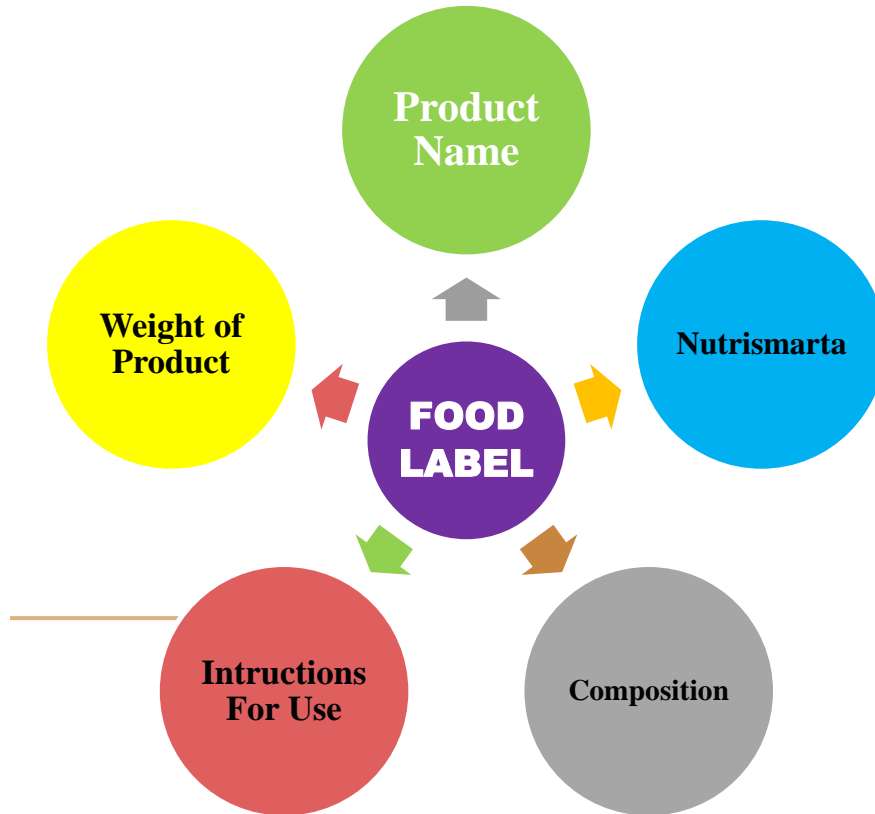 Product
Name
Weight of
Product
Nutrismarta
FOOD
LABEL
Intructions
For Use
Composition